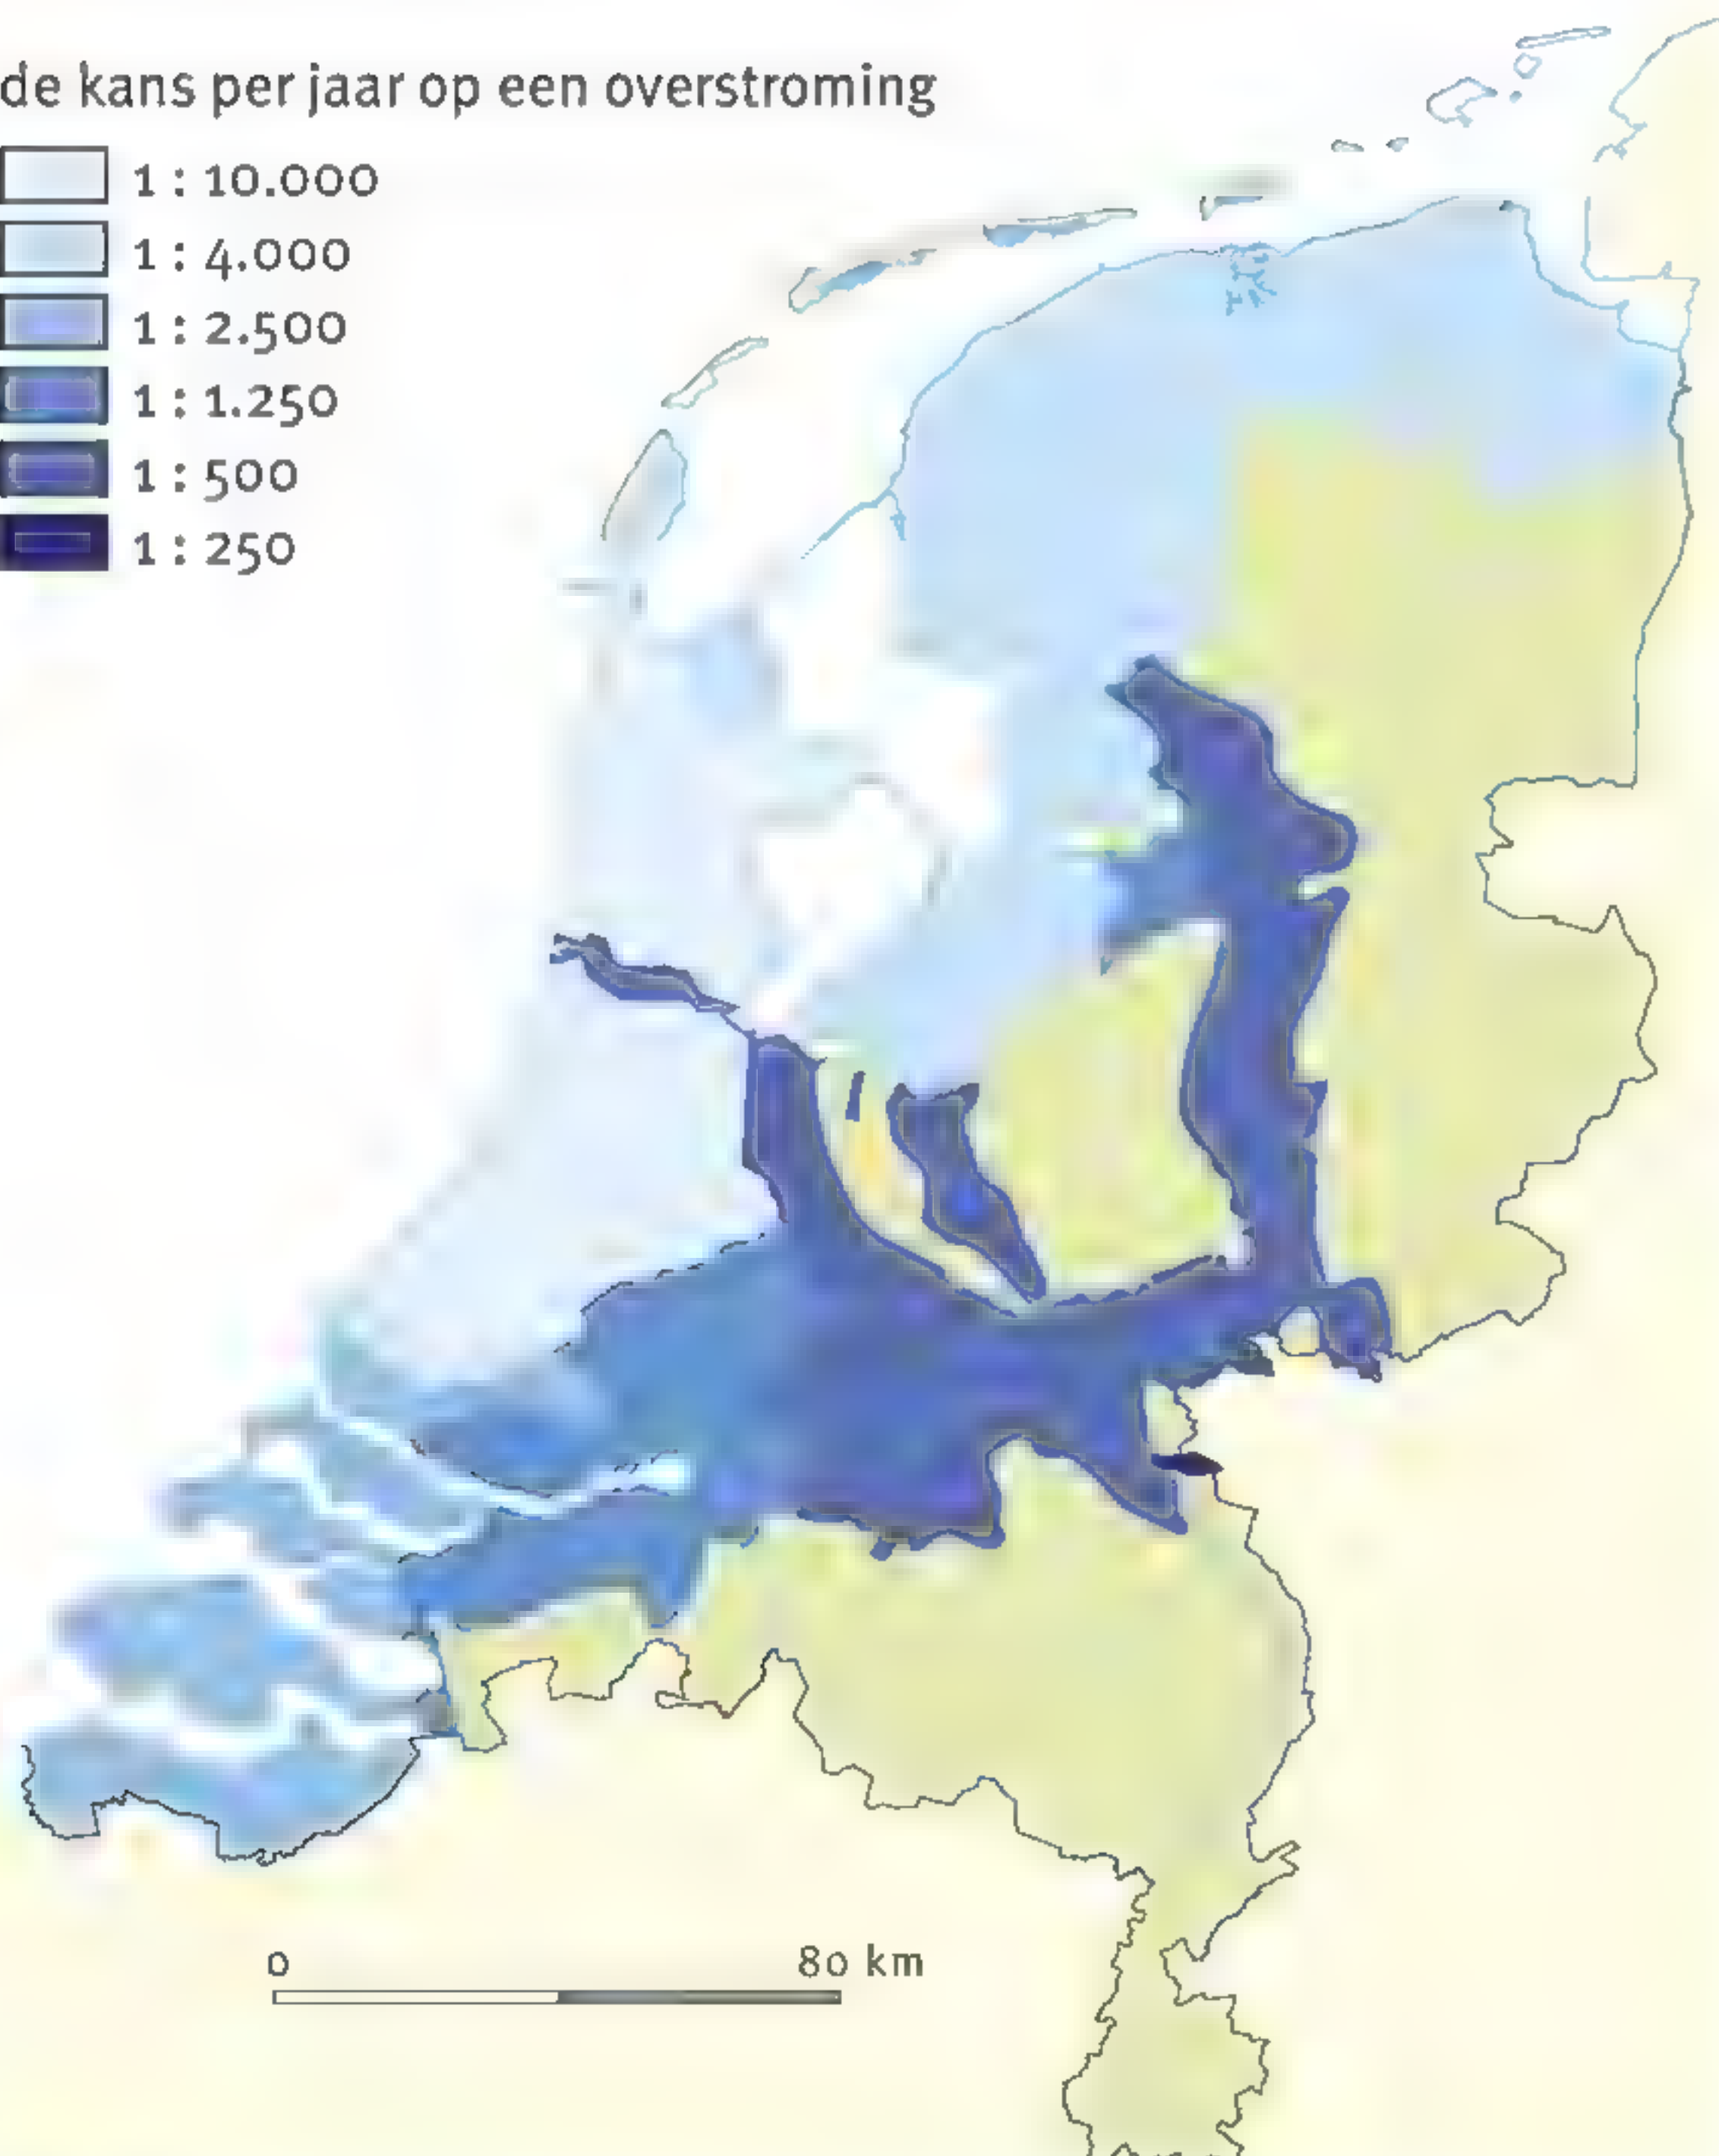 de kans per jaar op een overstroming
1 : 10.000
1 : 4.000
1 : 2.500
1 : 1.250
1 : 500
1 : 250
0 80 km